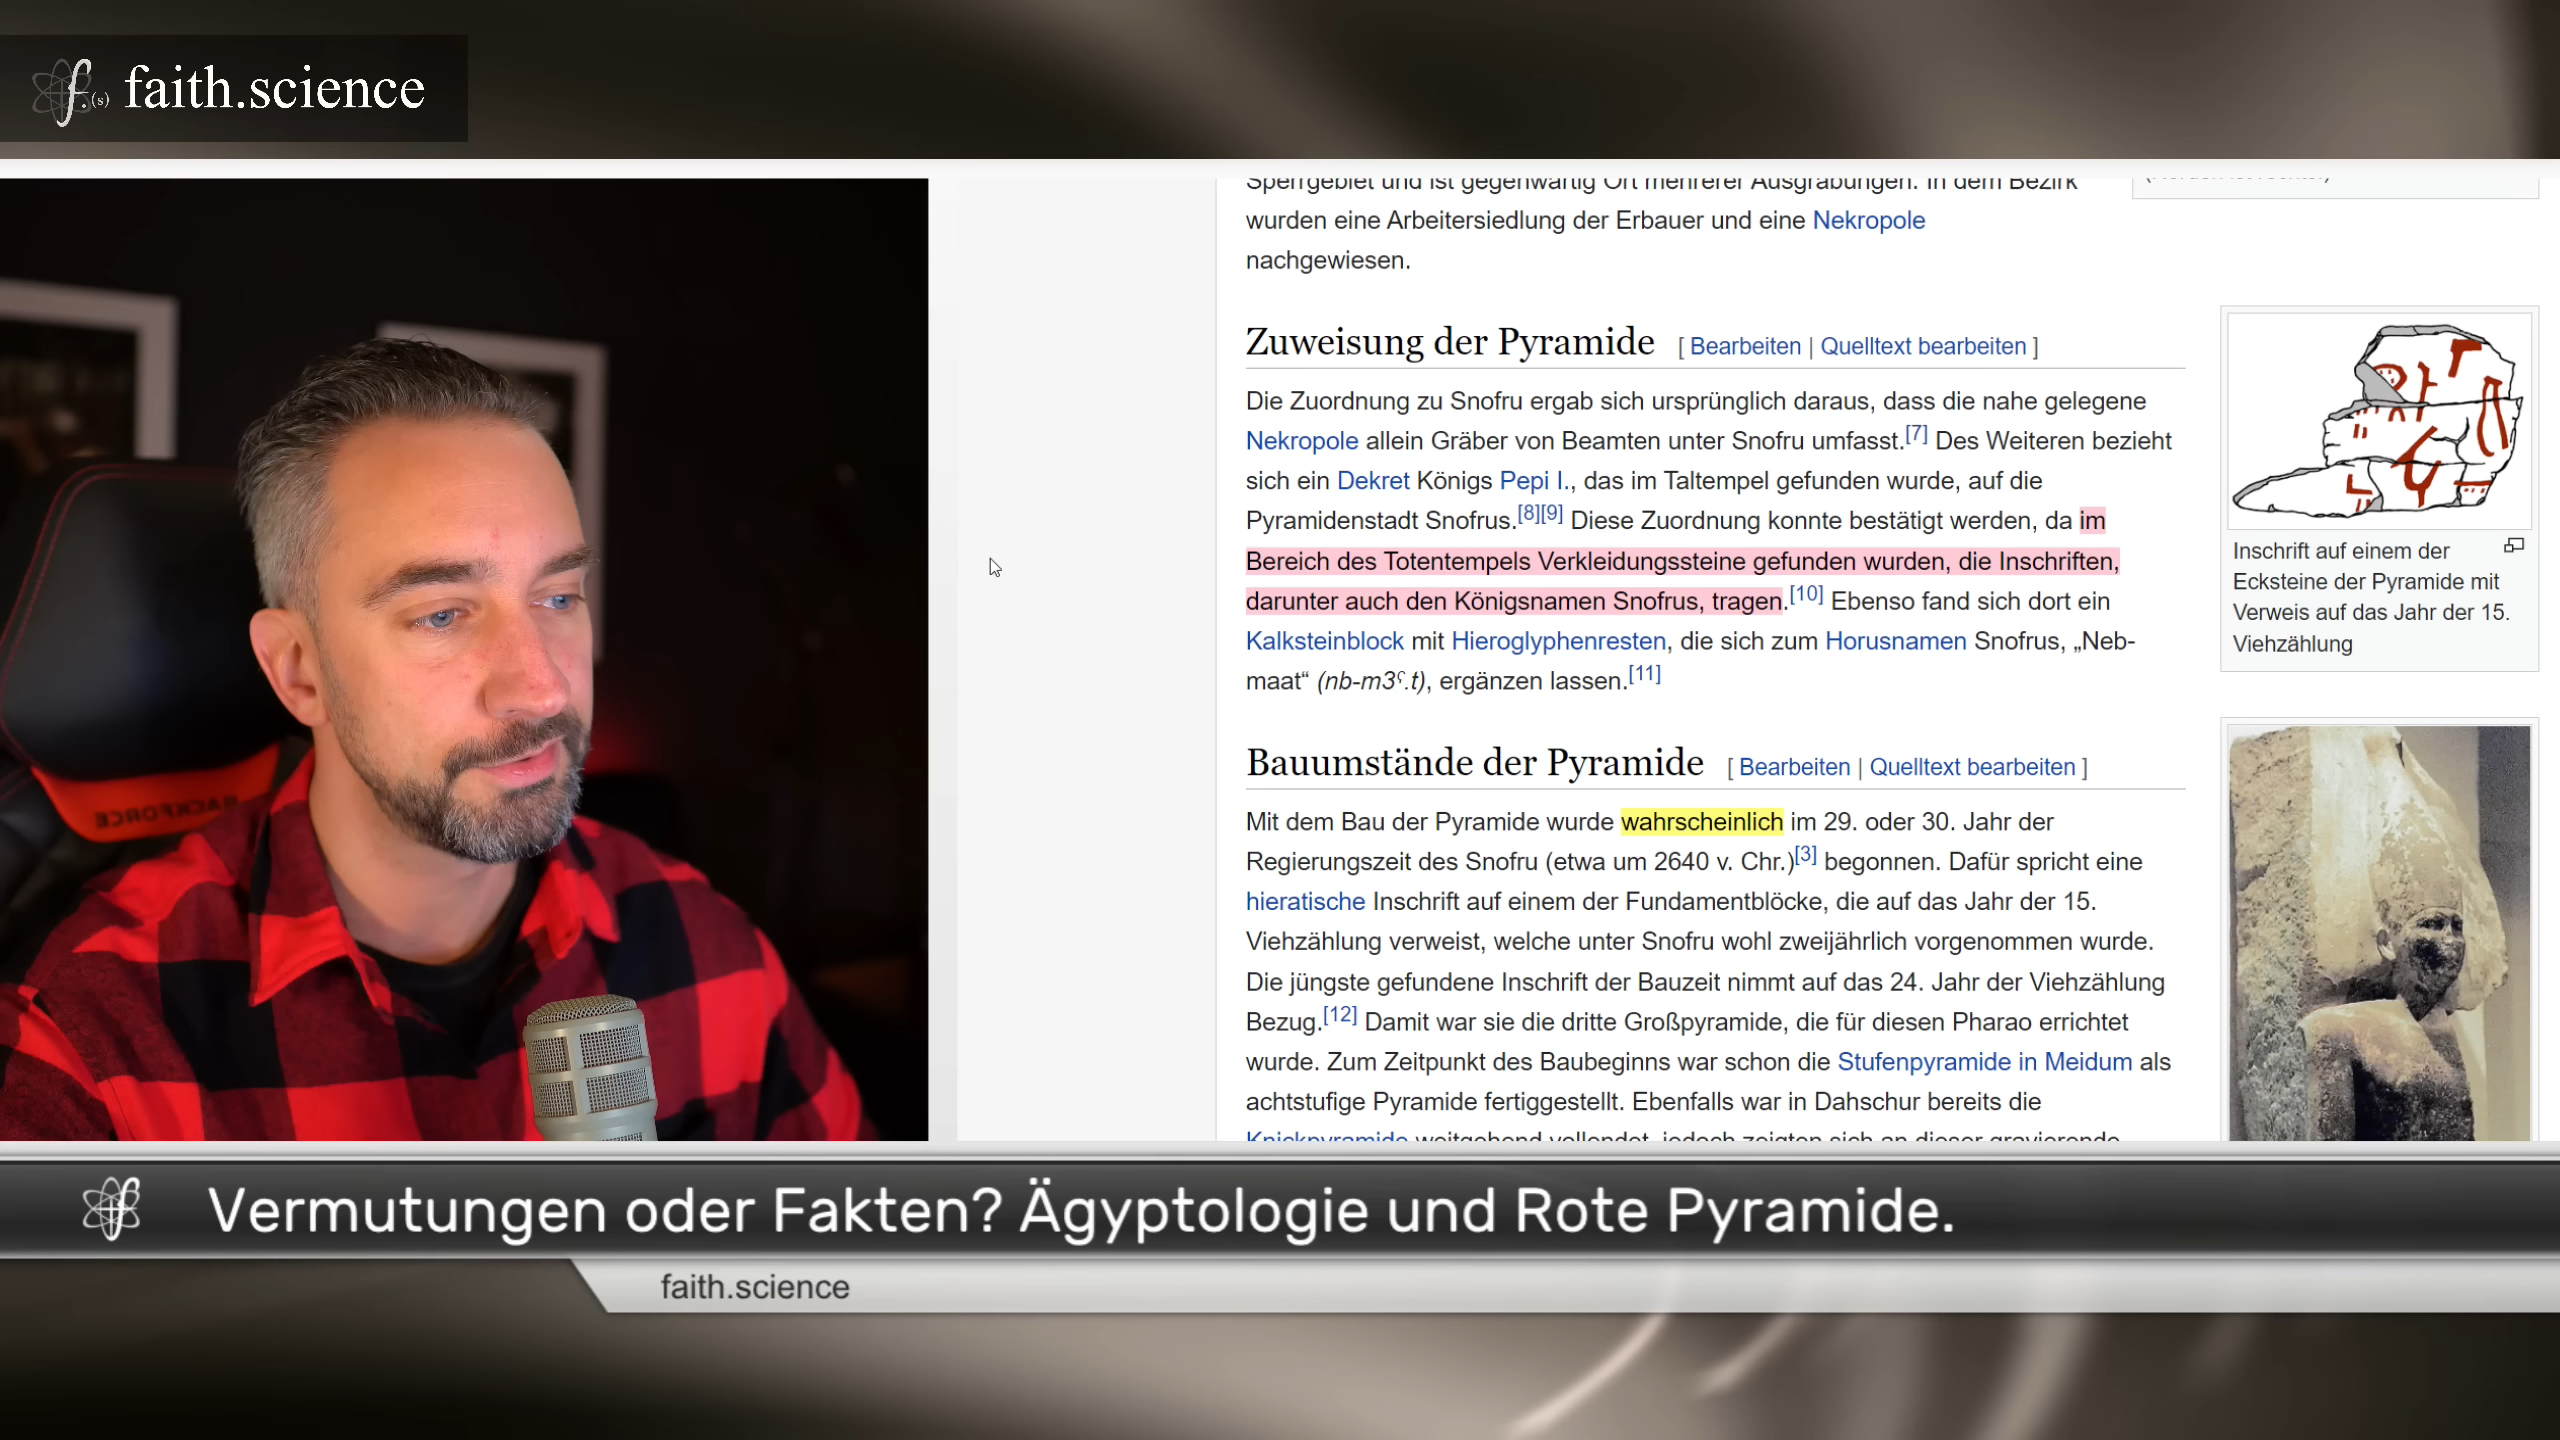 f.(s) faith.science
wurden eine Arbeitersiedlung der Erbauer und eine Nekropole
nachgewiesen.
Zuweisung der Pyramide [ Bearbeiten | Quelltext bearbeiten ]
Die Zuordnung zu Snofru ergab sich ursprünglich daraus, dass die nahe gelegene
Nekropole allein Gräber von Beamten unter Snofru umfasst.[7] Des Weiteren bezieht
sich ein Dekret Königs Pepi I., das im Taltempel gefunden wurde, auf die
Pyramidenstadt Snofrus.[8][9] Diese Zuordnung konnte bestätigt werden, da im
Bereich des Totentempels Verkleidungssteine gefunden wurden, die Inschriften,
darunter auch den Königsnamen Snofrus, tragen.[10] Ebenso fand sich dort ein
Kalksteinblock mit Hieroglyphenresten, die sich zum Horusnamen Snofrus, „Neb-
maat“ (nb-m3ˁ.t), ergänzen lassen.[11]
Inschrift auf einem der
Ecksteine der Pyramide mit
Verweis auf das Jahr der 15.
Viehzählung
Bauumstände der Pyramide [ Bearbeiten | Quelltext bearbeiten ]
Mit dem Bau der Pyramide wurde wahrscheinlich im 29. oder 30. Jahr der
Regierungszeit des Snofru (etwa um 2640 v. Chr.)[3] begonnen. Dafür spricht eine
hieratische Inschrift auf einem der Fundamentblöcke, die auf das Jahr der 15.
Viehzählung verweist, welche unter Snofru wohl zweijährlich vorgenommen wurde.
Die jüngste gefundene Inschrift der Bauzeit nimmt auf das 24. Jahr der Viehzählung
Bezug.[12] Damit war sie die dritte Großpyramide, die für diesen Pharao errichtet
wurde. Zum Zeitpunkt des Baubeginns war schon die Stufenpyramide in Meidum als
achtstufige Pyramide fertiggestellt. Ebenfalls war in Dahschur bereits die
BACKFORCE
Vermutungen oder Fakten? Ägyptologie und Rote Pyramide.
faith.science